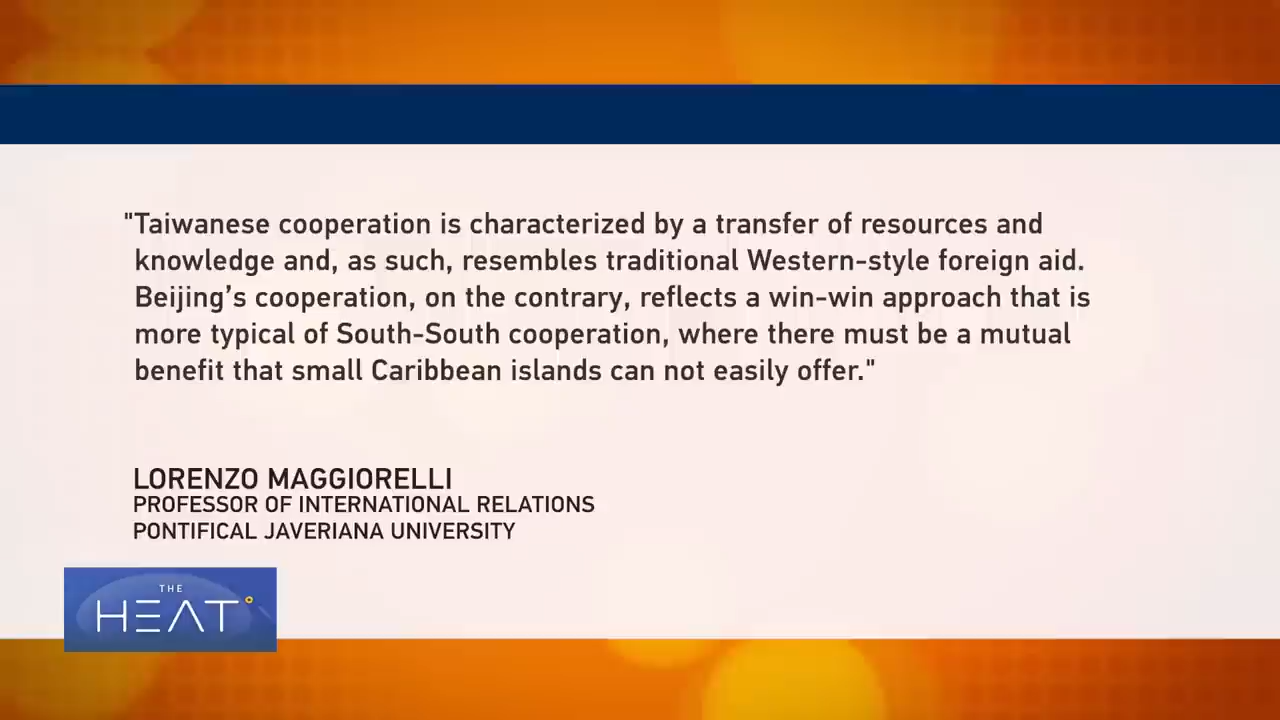 "Taiwanese cooperation is characterized by a transfer of resources and
knowledge and, as such, resembles traditional Western-style foreign aid.
Beijing’s cooperation, on the contrary, reflects a win-win approach that is
more typical of South-South cooperation, where there must be a mutual
benefit that small Caribbean islands can not easily offer."
LORENZO MAGGIORELLI
PROFESSOR OF INTERNATIONAL RELATIONS
PONTIFICAL JAVERIANA UNIVERSITY
THE
HEAT